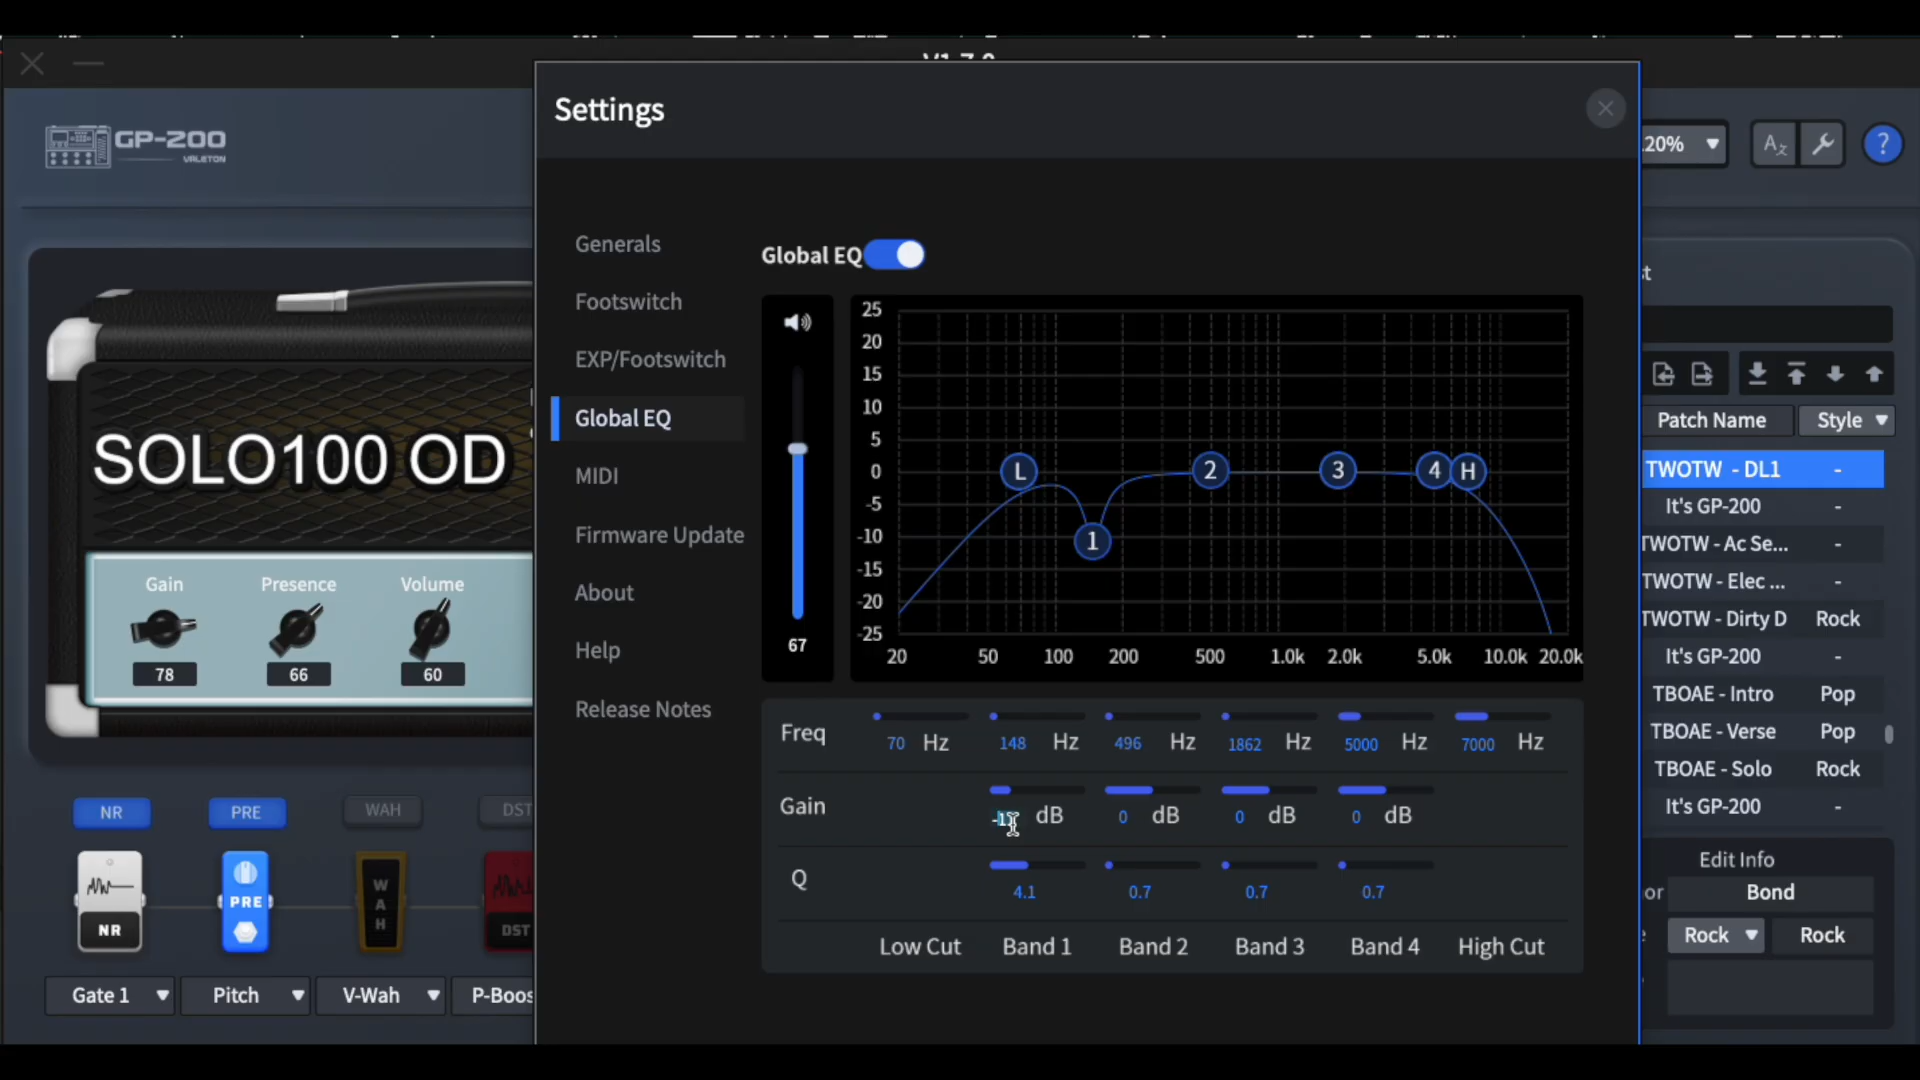 Settings
GP-200
VALETON
20%
?
Generals
Footswitch
EXP/Footswitch
Global EQ
MIDI
Firmware Update
About
Help
Release Notes
Global EQ
67
25
20
15
10
5
0
-5
-10
-15
-20
-25
L
1
2
3
4
H
20 50 100 200 500 1.0k 2.0k 5.0k 10.0k 20.0k
Freq 70 Hz 148 Hz 496 Hz 1862 Hz 5000 Hz 7000 Hz
Gain dB 0 dB 0 dB 0 dB
Q 4.1 0.7 0.7 0.7
Low Cut Band 1 Band 2 Band 3 Band 4 High Cut
SOLO100 OD
Gain Presence Volume
78 66 60
NR PRE WAH DST
WAH
PRE
NR
DST
Gate 1 Pitch V-Wah P-Boos
st
Patch Name Style
TWOTW - DL1 -
It's GP-200 -
TWOTW - Ac Se... -
TWOTW - Elec ... -
TWOTW - Dirty D Rock
It's GP-200 -
TBOAE - Intro Pop
TBOAE - Verse Pop
TBOAE - Solo Rock
It's GP-200 -
Edit Info
or Bond
Rock Rock